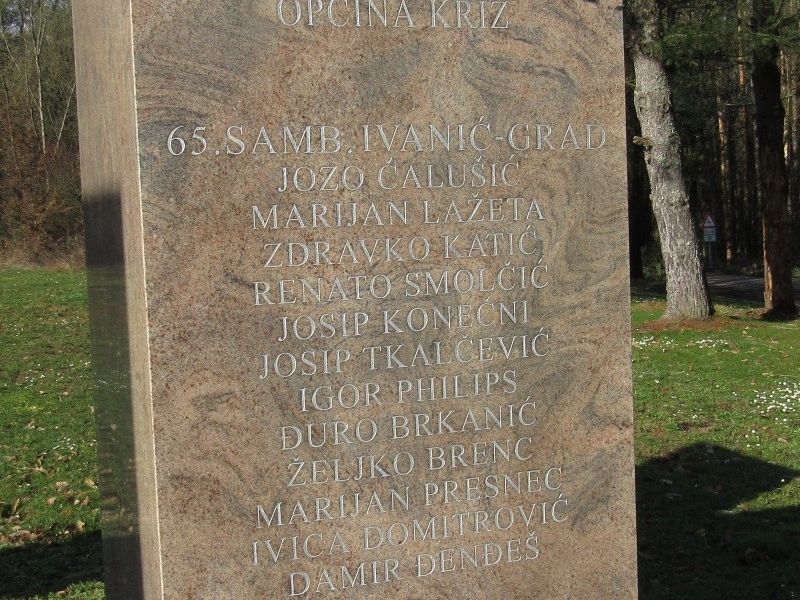 OPĆINA KRIŽ
65. SAMB. IVANIĆ-GRAD
JOZO ĆALUŠIĆ
MARIJAN LAŽETA
ZDRAVKO KATIĆ
RENATO SMOLČIĆ
JOSIP KONEČNI
JOSIP TKALČEVIĆ
IGOR PHILIPS
ĐURO BRKANIĆ
ŽELJKO BRENC
MARIJAN PRESNEC
IVICA DOMITROVIĆ
DAMIR ĐENĐEŠ